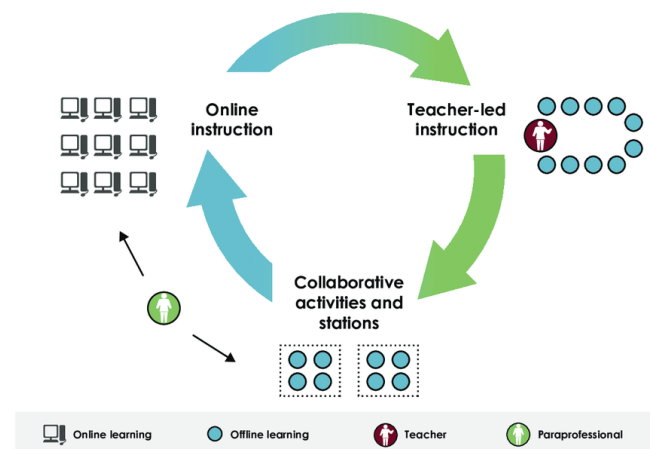 Online
instruction
Teacher-led
instruction
Collaborative
activities and
stations
Online learning
Offline learning
Teacher
Paraprofessional